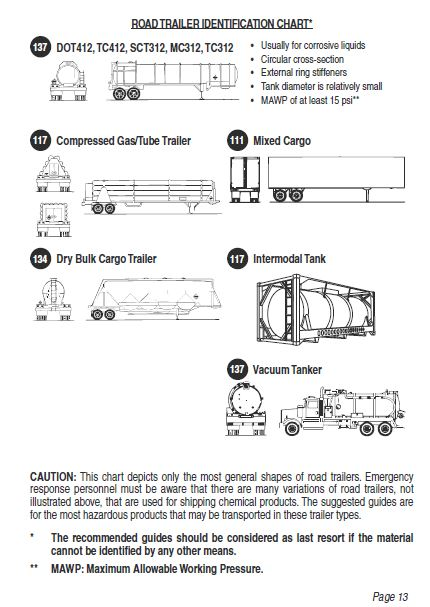 ROAD TRAILER IDENTIFICATION CHART*
137 DOT412, TC412, SCT312, MC312, TC312
• Usually for corrosive liquids
• Circular cross-section
• External ring stiffeners
• Tank diameter is relatively small
• MAWP of at least 15 psi**
117 Compressed Gas/Tube Trailer
111 Mixed Cargo
134 Dry Bulk Cargo Trailer
117 Intermodal Tank
137 Vacuum Tanker
CAUTION: This chart depicts only the most general shapes of road trailers. Emergency
response personnel must be aware that there are many variations of road trailers, not
illustrated above, that are used for shipping chemical products. The suggested guides are
for the most hazardous products that may be transported in these trailer types.
* The recommended guides should be considered as last resort if the material
cannot be identified by any other means.
** MAWP: Maximum Allowable Working Pressure.
Page 13